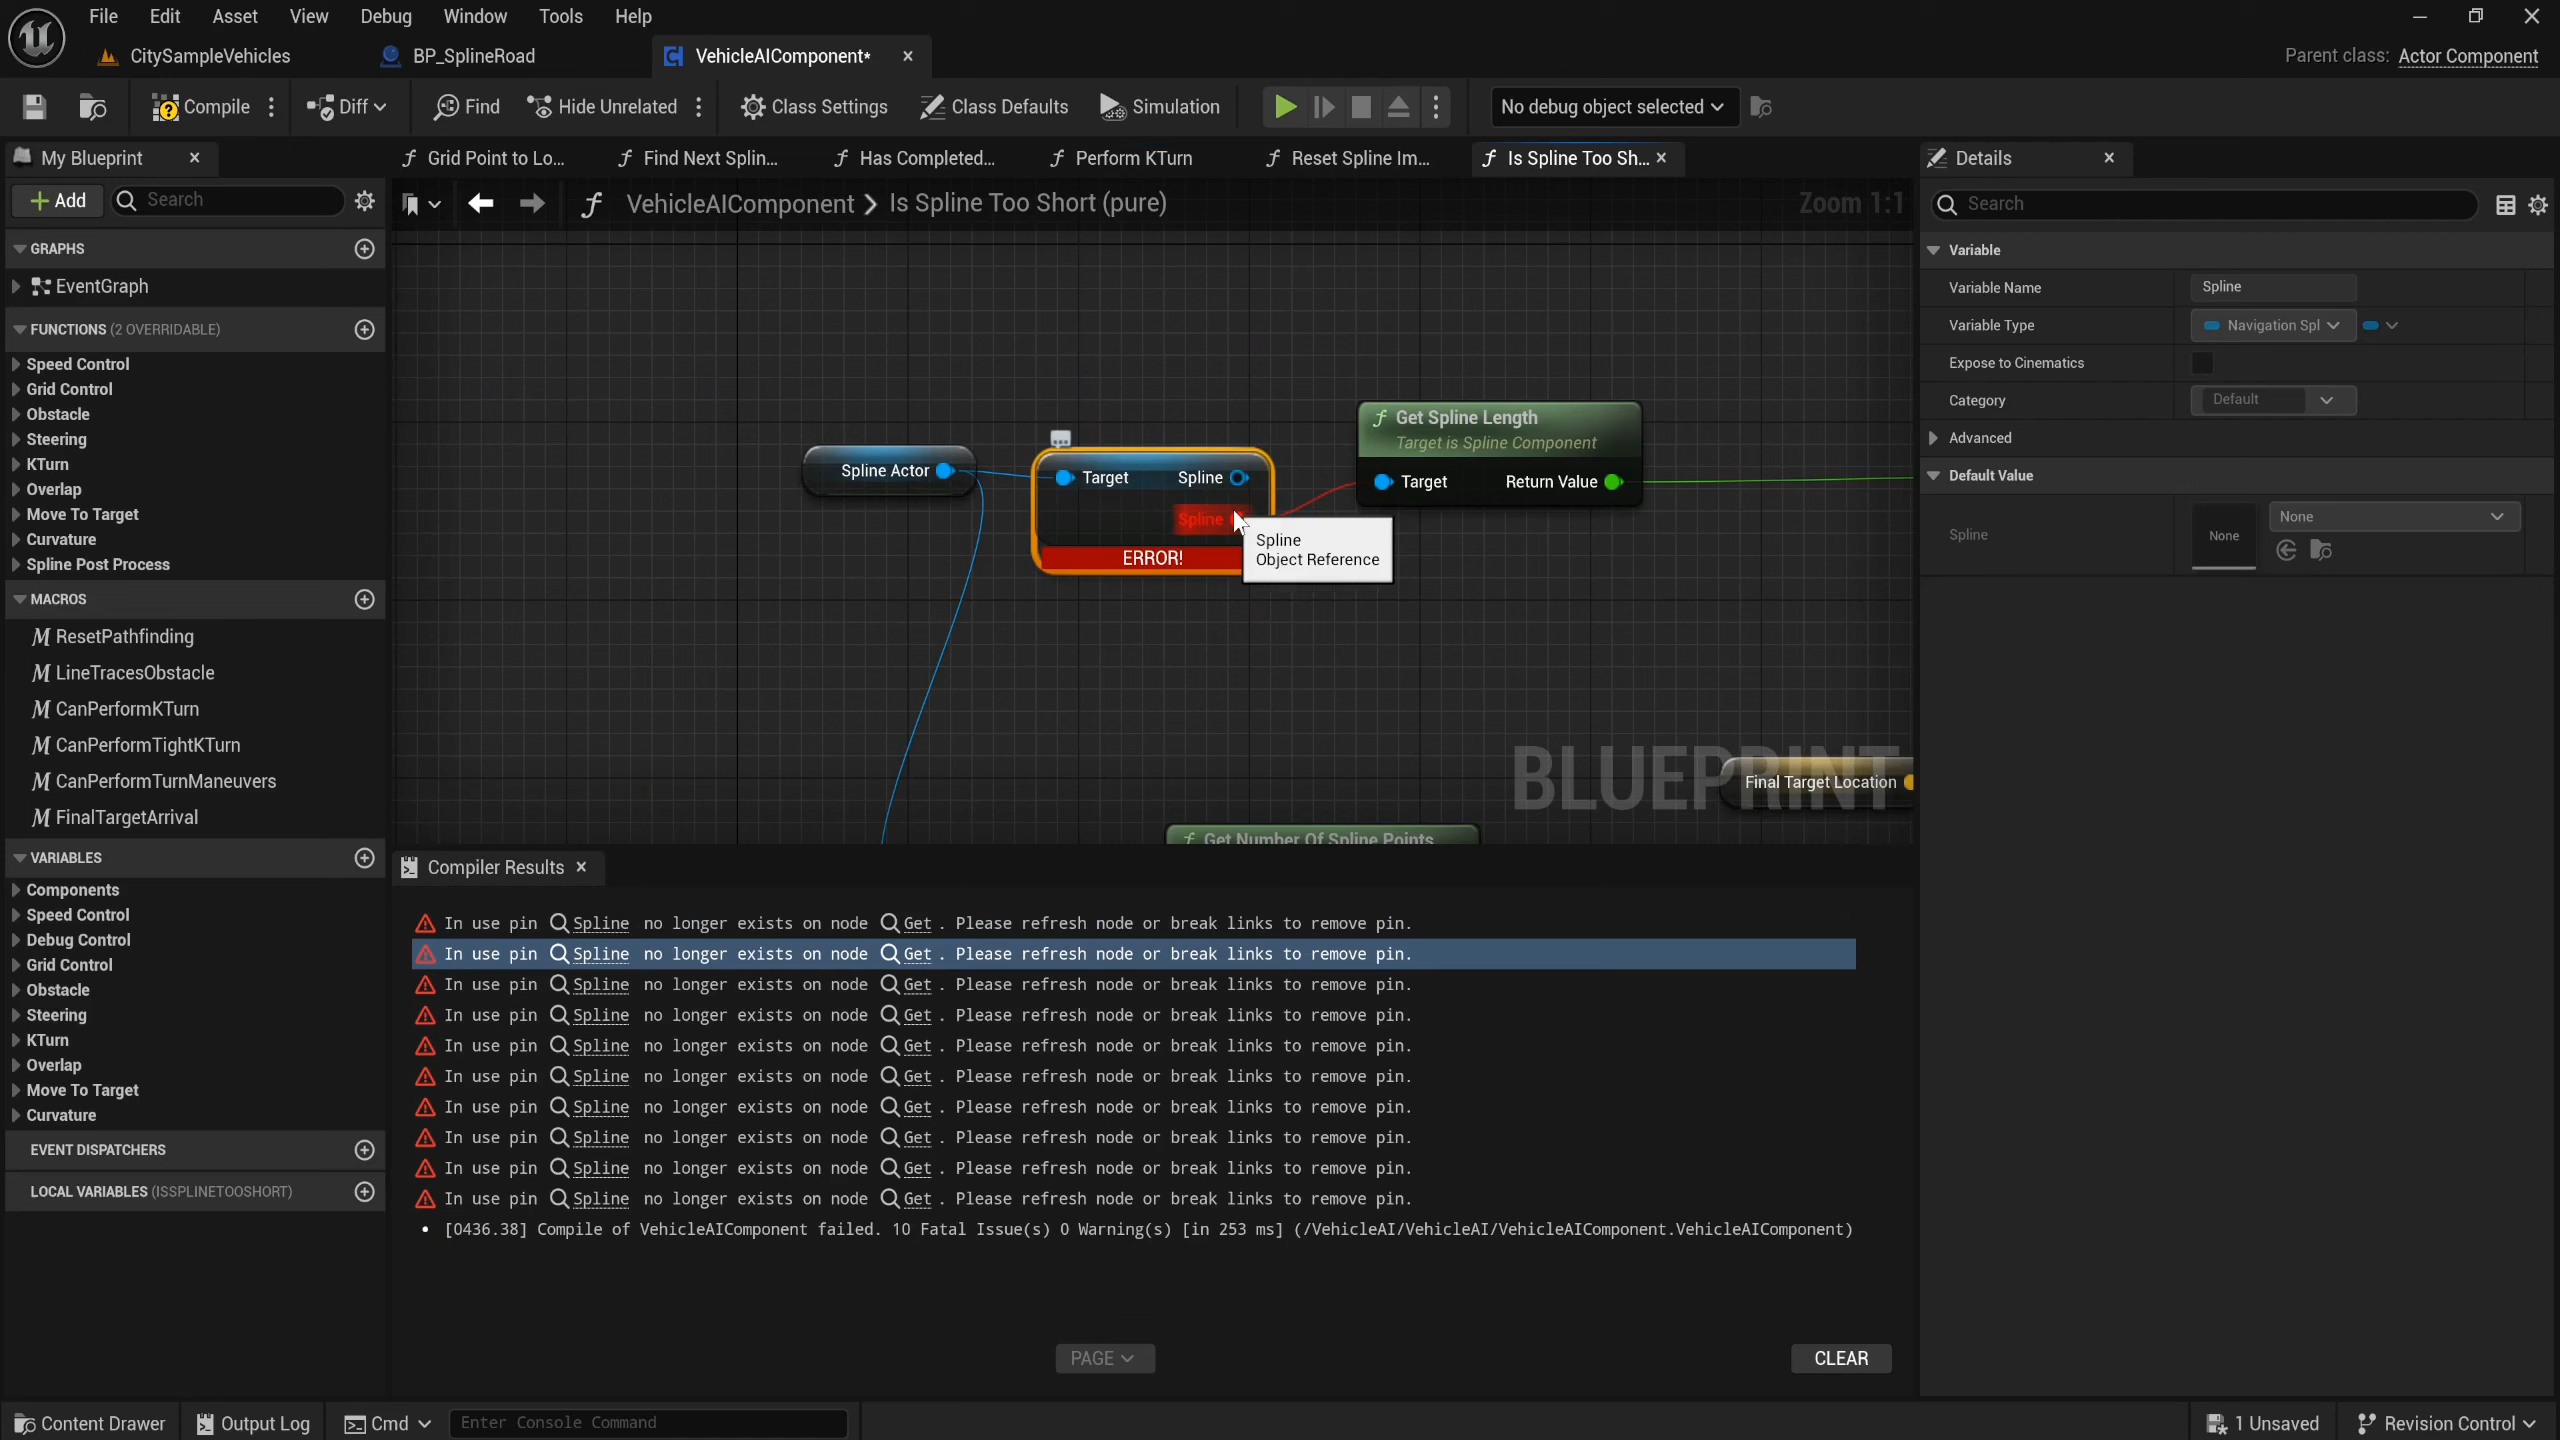 File Edit Asset View Debug Window Tools Help
CitySampleVehicles BP_SplineRoad VehicleAIComponent* Parent class: Actor Component
Compile Diff Find Hide Unrelated Class Settings Class Defaults Simulation No debug object selected
My Blueprint Grid Point to Lo... Find Next Splin... Has Completed... Perform KTurn Reset Spline Im... Is Spline Too Sh... Details
Add Search VehicleAIComponent > Is Spline Too Short (pure) Zoom 1:1 Search
GRAPHS
EventGraph
FUNCTIONS (2 OVERRIDABLE)
Speed Control
Grid Control
Obstacle
Steering
KTurn
Overlap
Move To Target
Curvature
Spline Post Process
MACROS
ResetPathfinding
LineTracesObstacle
CanPerformKTurn
CanPerformTightKTurn
CanPerformTurnManeuvers
FinalTargetArrival
VARIABLES
Components
Speed Control
Debug Control
Grid Control
Obstacle
Steering
KTurn
Overlap
Move To Target
Curvature
EVENT DISPATCHERS
LOCAL VARIABLES (ISSPLINETOOSHORT)
Spline Actor
Target Spline
Spline
ERROR!
Spline
Object Reference
Get Spline Length
Target is Spline Component
Target Return Value
Final Target Location
Get Number Of Spline Points
BLUEPRINT
Variable
Variable Name Spline
Variable Type Navigation Spl
Expose to Cinematics
Category Default
Advanced
Default Value
Spline None None
Compiler Results
In use pin Spline no longer exists on node Get . Please refresh node or break links to remove pin.
In use pin Spline no longer exists on node Get . Please refresh node or break links to remove pin.
In use pin Spline no longer exists on node Get . Please refresh node or break links to remove pin.
In use pin Spline no longer exists on node Get . Please refresh node or break links to remove pin.
In use pin Spline no longer exists on node Get . Please refresh node or break links to remove pin.
In use pin Spline no longer exists on node Get . Please refresh node or break links to remove pin.
In use pin Spline no longer exists on node Get . Please refresh node or break links to remove pin.
In use pin Spline no longer exists on node Get . Please refresh node or break links to remove pin.
In use pin Spline no longer exists on node Get . Please refresh node or break links to remove pin.
In use pin Spline no longer exists on node Get . Please refresh node or break links to remove pin.
• [0436.38] Compile of VehicleAIComponent failed. 10 Fatal Issue(s) 0 Warning(s) [in 253 ms] (/VehicleAI/VehicleAI/VehicleAIComponent.VehicleAIComponent)
PAGE CLEAR
Content Drawer Output Log Cmd Enter Console Command 1 Unsaved Revision Control